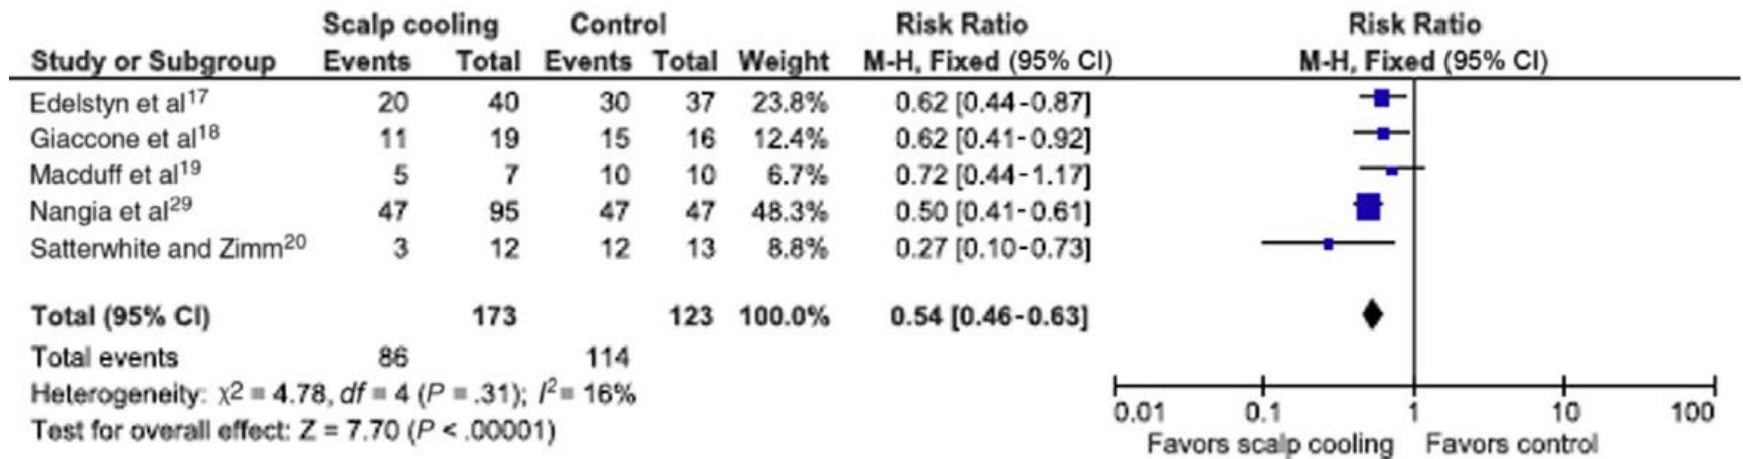 Scalp cooling Control Risk Ratio Risk Ratio
Study or Subgroup Events Total Events Total Weight M-H, Fixed (95% CI) M-H, Fixed (95% CI)
Edelstyn et al17 20 40 30 37 23.8% 0.62 [0.44-0.87]
Giaccone et al18 11 19 15 16 12.4% 0.62 [0.41-0.92]
Macduff et al19 5 7 10 10 6.7% 0.72 [0.44-1.17]
Nangia et al29 47 95 47 47 48.3% 0.50 [0.41-0.61]
Satterwhite and Zimm20 3 12 12 13 8.8% 0.27 [0.10-0.73]
Total (95% CI) 173 123 100.0% 0.54 [0.46-0.63]
Total events 86 114
Heterogeneity: χ2 = 4.78, df = 4 (P = .31); I2= 16%
Test for overall effect: Z = 7.70 (P < .00001)
0.01 0.1 1 10 100
Favors scalp cooling Favors control